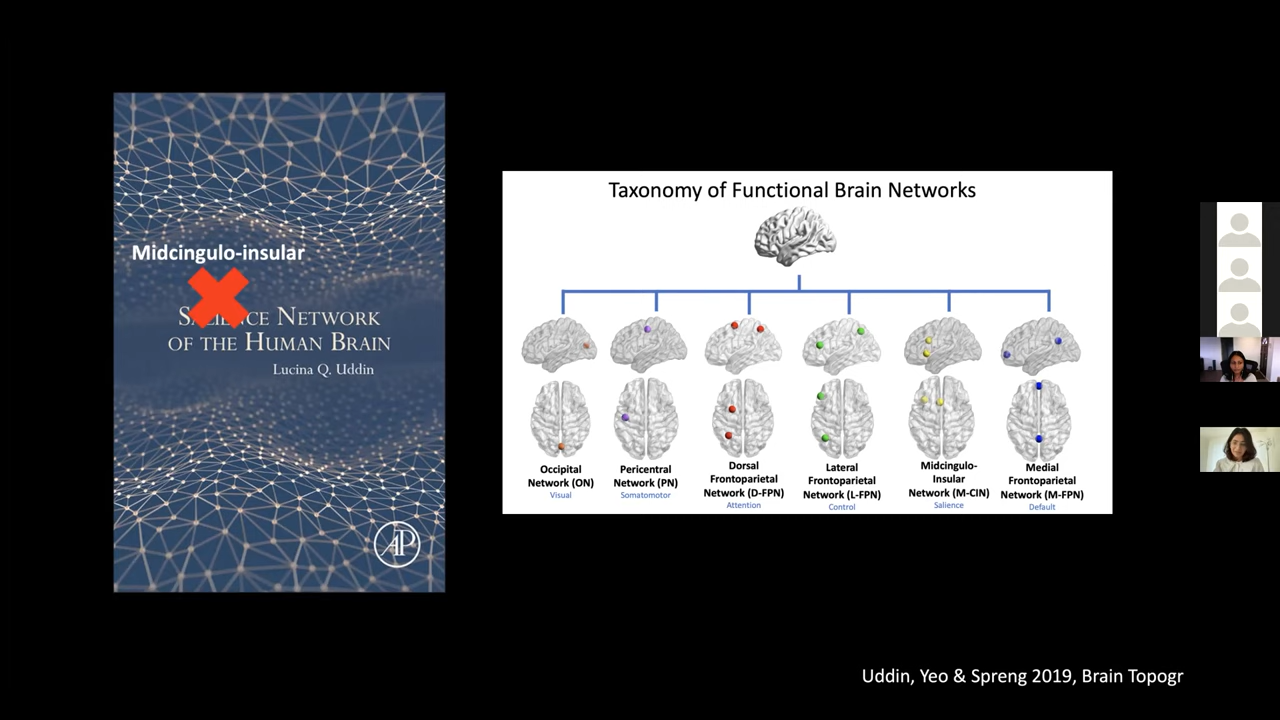 Midcingulo-insular
SALIENCE NETWORK
OF THE HUMAN BRAIN
Lucina Q. Uddin
AP
Taxonomy of Functional Brain Networks
Occipital
Network (ON)
Visual
Pericentral
Network (PN)
Somatomotor
Dorsal
Frontoparietal
Network (D-FPN)
Attention
Lateral
Frontoparietal
Network (L-FPN)
Control
Midcingulo-
Insular
Network (M-CIN)
Salience
Medial
Frontoparietal
Network (M-FPN)
Default
Uddin, Yeo & Spreng 2019, Brain Topogr